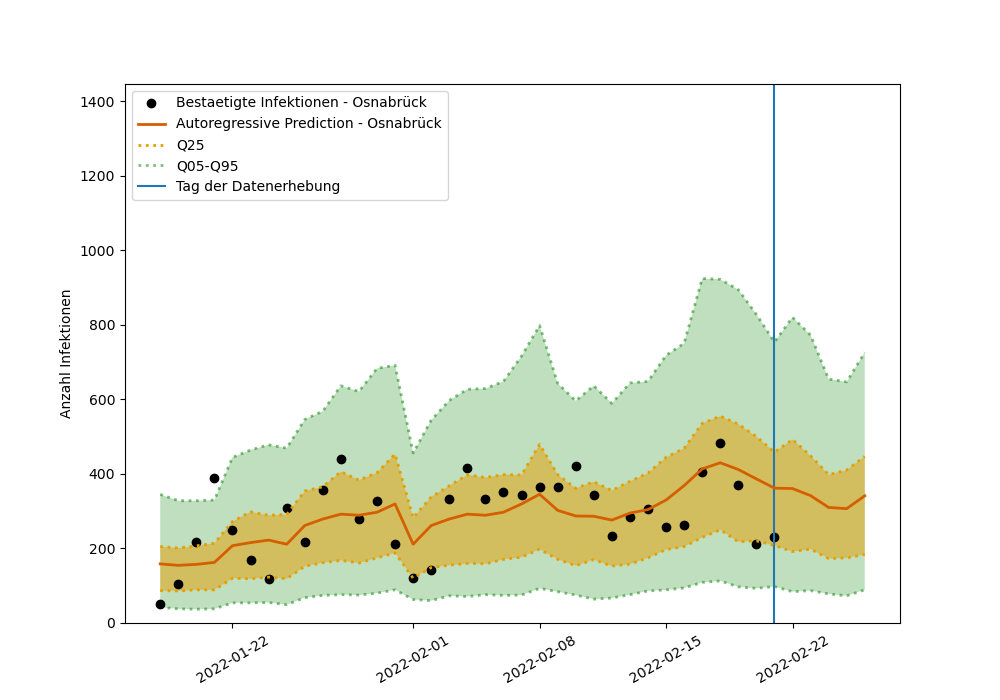 1400
1200
1000
800
600
400
200
0
Anzahl Infektionen
Bestaetigte Infektionen - Osnabrück
Autoregressive Prediction - Osnabrück
Q25
Q05-Q95
Tag der Datenerhebung
2022-01-22
2022-02-01
2022-02-08
2022-02-15
2022-02-22